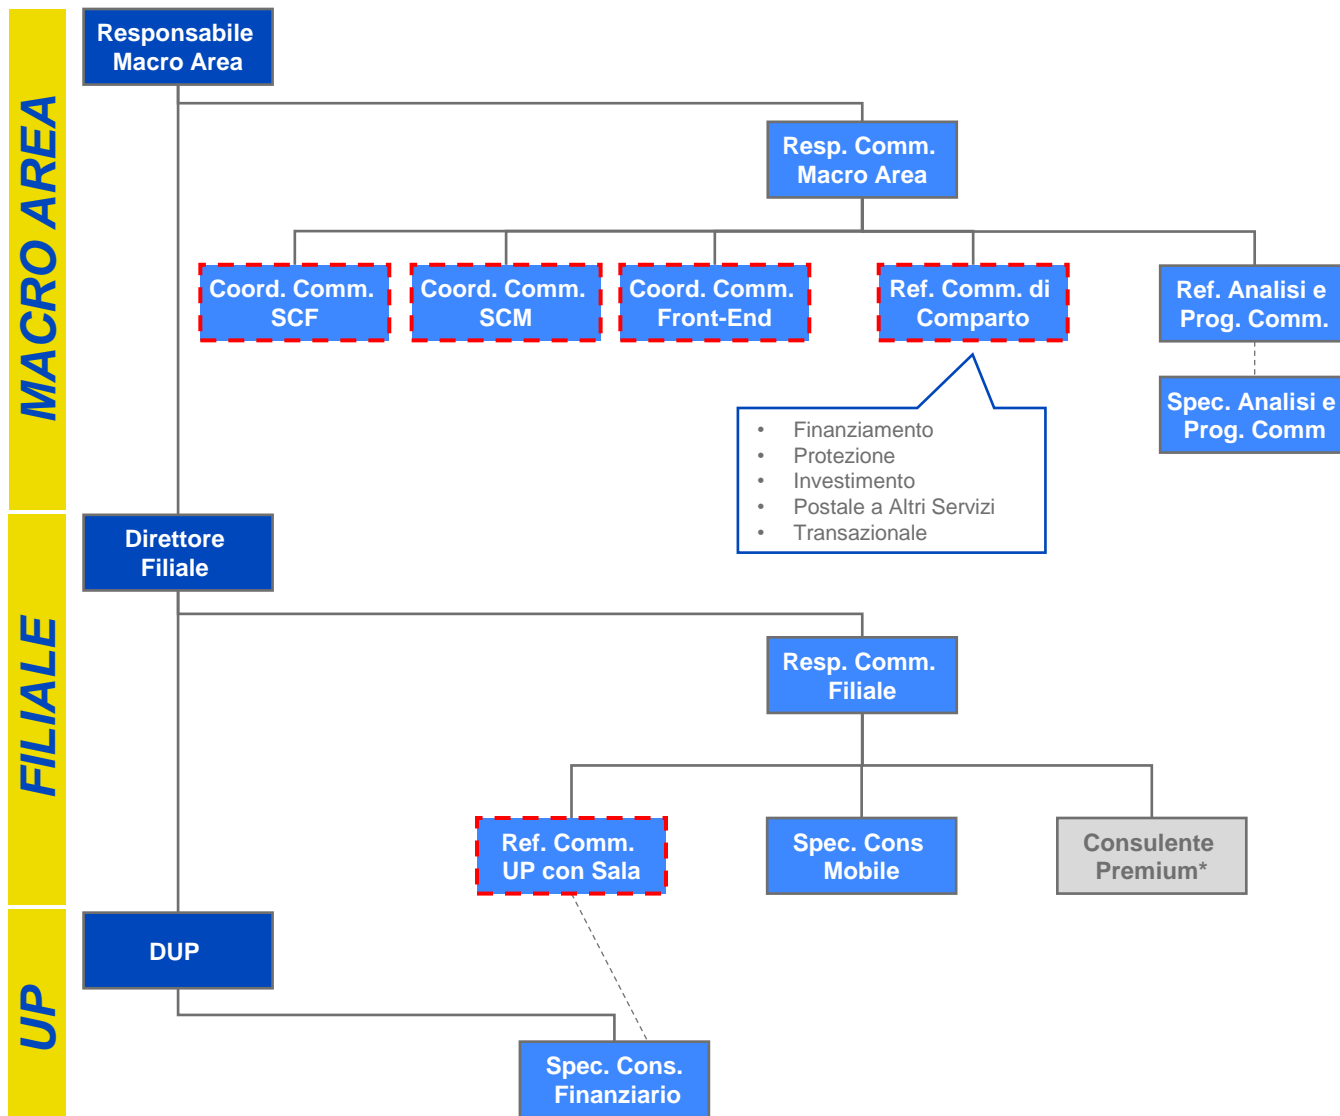 MACRO AREA
Responsabile
Macro Area
Resp. Comm.
Macro Area
Coord. Comm.
SCF
Coord. Comm.
SCM
Coord. Comm.
Front-End
Ref. Comm. di
Comparto
Ref. Analisi e
Prog. Comm.
Spec. Analisi e
Prog. Comm
• Finanziamento
• Protezione
• Investimento
• Postale a Altri Servizi
• Transazionale
FILIALE
Direttore
Filiale
Resp. Comm.
Filiale
Ref. Comm.
UP con Sala
Spec. Cons
Mobile
Consulente
Premium*
UP
DUP
Spec. Cons.
Finanziario